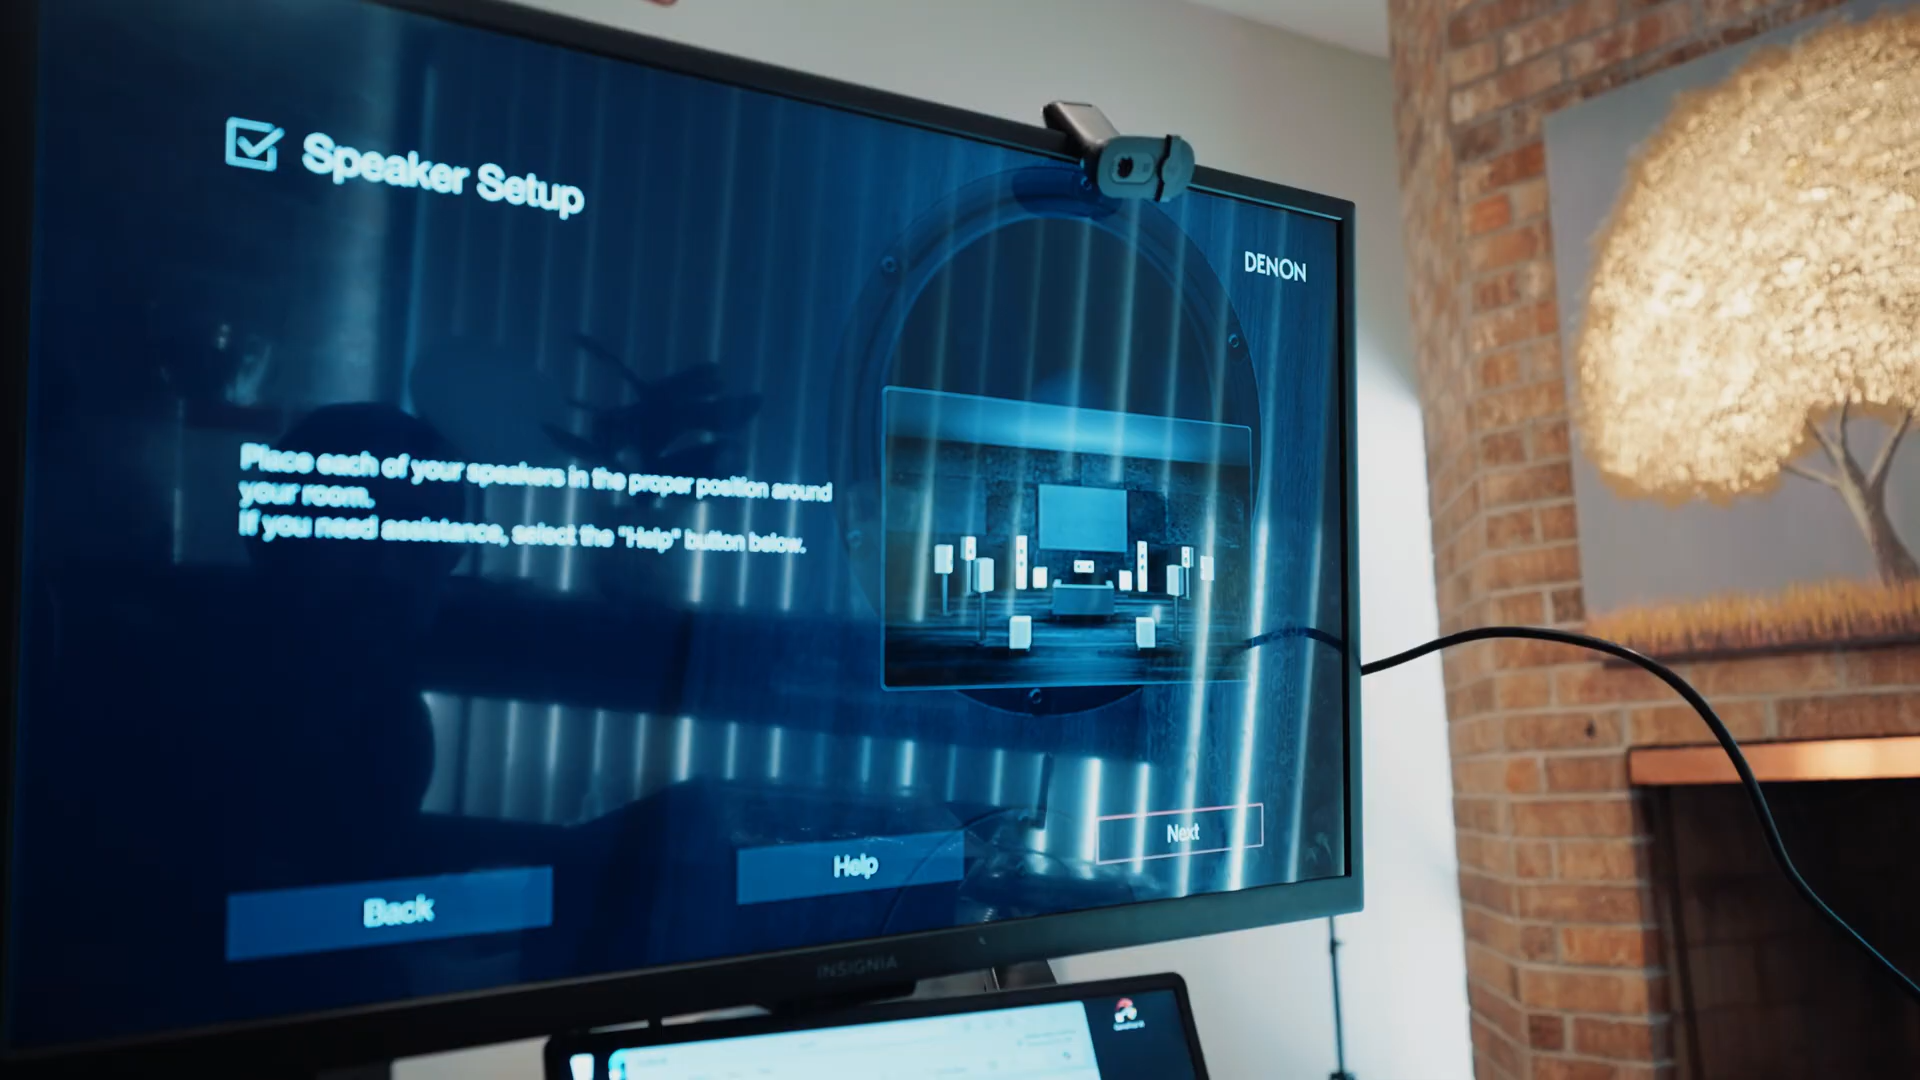 Speaker Setup
DENON
Place each of your speakers in the proper position around
your room.
If you need assistance, select the "Help" button below.
Next
Help
Back
INSIGNIA